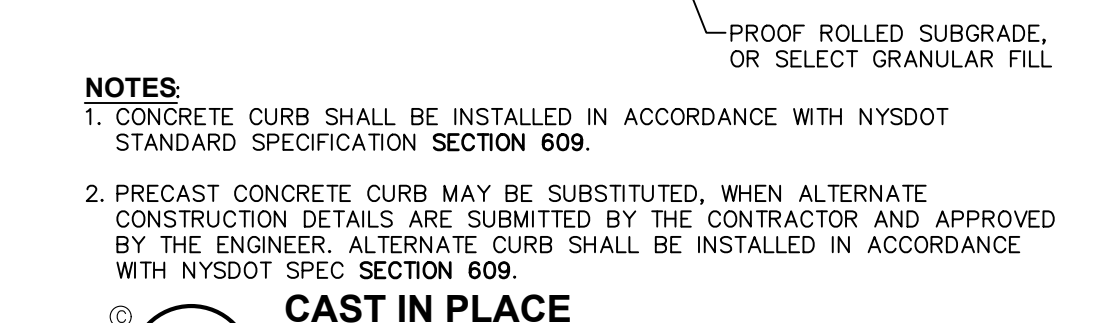 PROOF ROLLED SUBGRADE,
OR SELECT GRANULAR FILL
NOTES:
1. CONCRETE CURB SHALL BE INSTALLED IN ACCORDANCE WITH NYSDOT
STANDARD SPECIFICATION SECTION 609.
2. PRECAST CONCRETE CURB MAY BE SUBSTITUTED, WHEN ALTERNATE
CONSTRUCTION DETAILS ARE SUBMITTED BY THE CONTRACTOR AND APPROVED
BY THE ENGINEER. ALTERNATE CURB SHALL BE INSTALLED IN ACCORDANCE
WITH NYSDOT SPEC SECTION 609.
© CAST IN PLACE